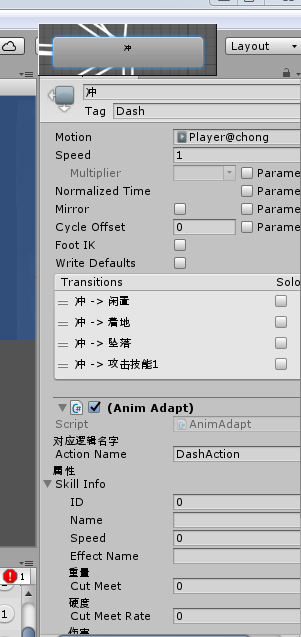 冲
Layout
冲
Tag Dash
Motion Player@chong
Speed 1
Multiplier Parame
Normalized Time Parame
Mirror Parame
Cycle Offset 0 Parame
Foot IK
Write Defaults
Transitions Solo
冲 -> 闲置
冲 -> 着地
冲 -> 坠落
冲 -> 攻击技能1
(Anim Adapt)
Script AnimAdapt
对应逻辑名字
Action Name DashAction
属性
Skill Info
ID 0
Name
Speed 0
Effect Name
重量
Cut Meet 0
硬度
1
Cut Meet Rate 0
1
伤害